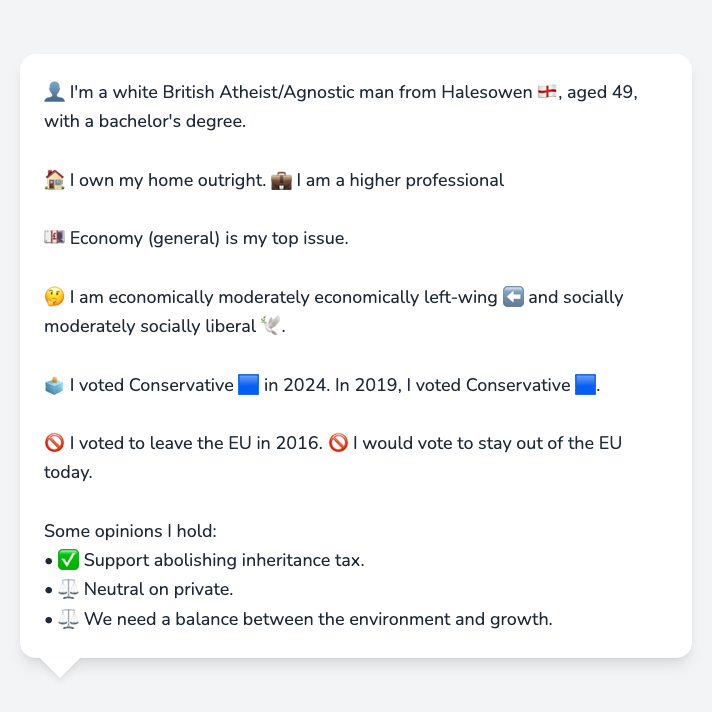 👤 I'm a white British Atheist/Agnostic man from Halesowen 🏴󠁧󠁢󠁥󠁮󠁧󠁿, aged 49,
with a bachelor's degree.
🏠 I own my home outright. 💼 I am a higher professional
💷 Economy (general) is my top issue.
🤔 I am economically moderately economically left-wing ⬅️ and socially
moderately socially liberal 🕊️.
🗳️ I voted Conservative 🟦 in 2024. In 2019, I voted Conservative 🟦.
🚫 I voted to leave the EU in 2016. 🚫 I would vote to stay out of the EU
today.
Some opinions I hold:
• ✅ Support abolishing inheritance tax.
• ⚖️ Neutral on private.
• ⚖️ We need a balance between the environment and growth.